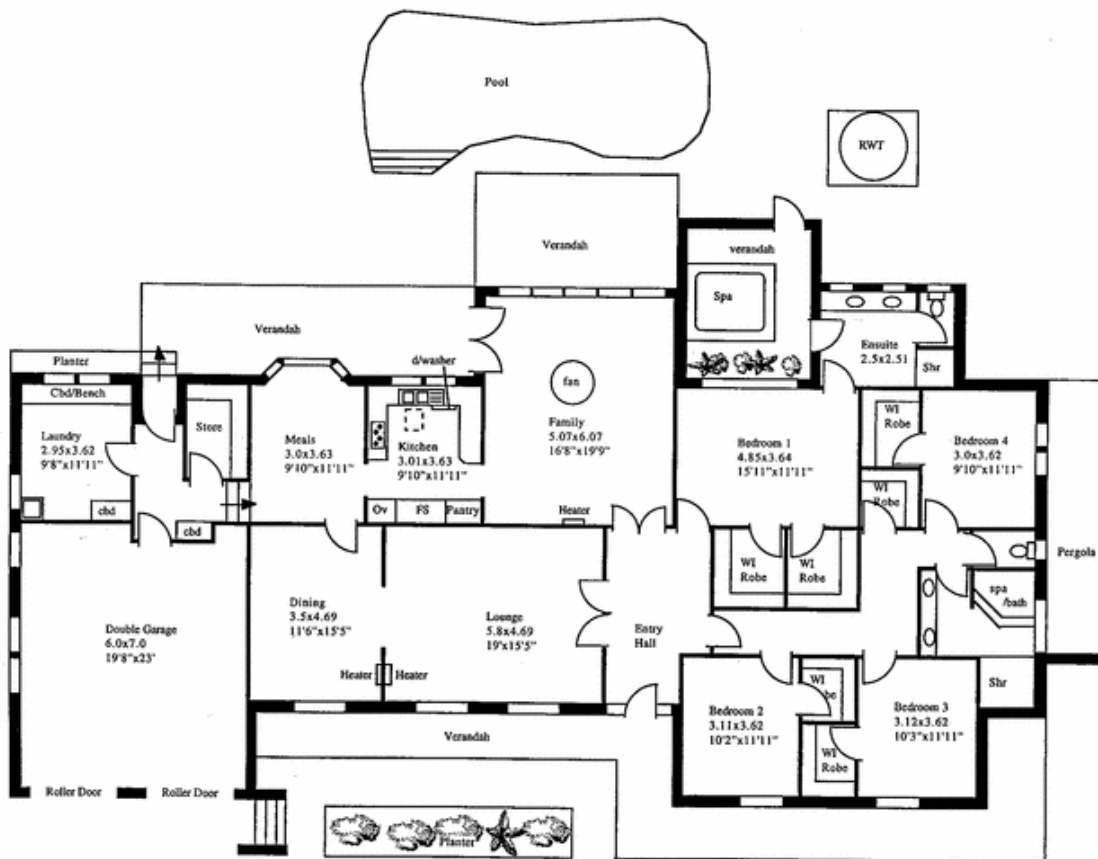 Pool
RWT
Verandah
verandah
Spa
Verandah
Planter
Cbd/Bench
d/washer
Ensuite
2.5x2.51
Shr
fan
Laundry
2.95x3.62
9'8"x11'11"
Store
Meals
3.0x3.63
9'10"x11'11"
Kitchen
3.01x3.63
9'10"x11'11"
Family
5.07x6.07
16'8"x19'9"
Bedroom 1
4.85x3.64
15'11"x11'11"
WI
Robe
Bedroom 4
3.0x3.62
9'10"x11'11"
WI
Robe
cbd
cbd
Ov
FS
Pantry
Heater
WI
Robe
WI
Robe
Pergola
spa
/bath
Double Garage
6.0x7.0
19'8"x23'
Dining
3.5x4.69
11'6"x15'5"
Lounge
5.8x4.69
19'x15'5"
Entry
Hall
Heater
Heater
Shr
Bedroom 2
3.11x3.62
10'2"x11'11"
WI
Robe
Bedroom 3
3.12x3.62
10'3"x11'11"
WI
Robe
Verandah
Roller Door
Roller Door
Planter